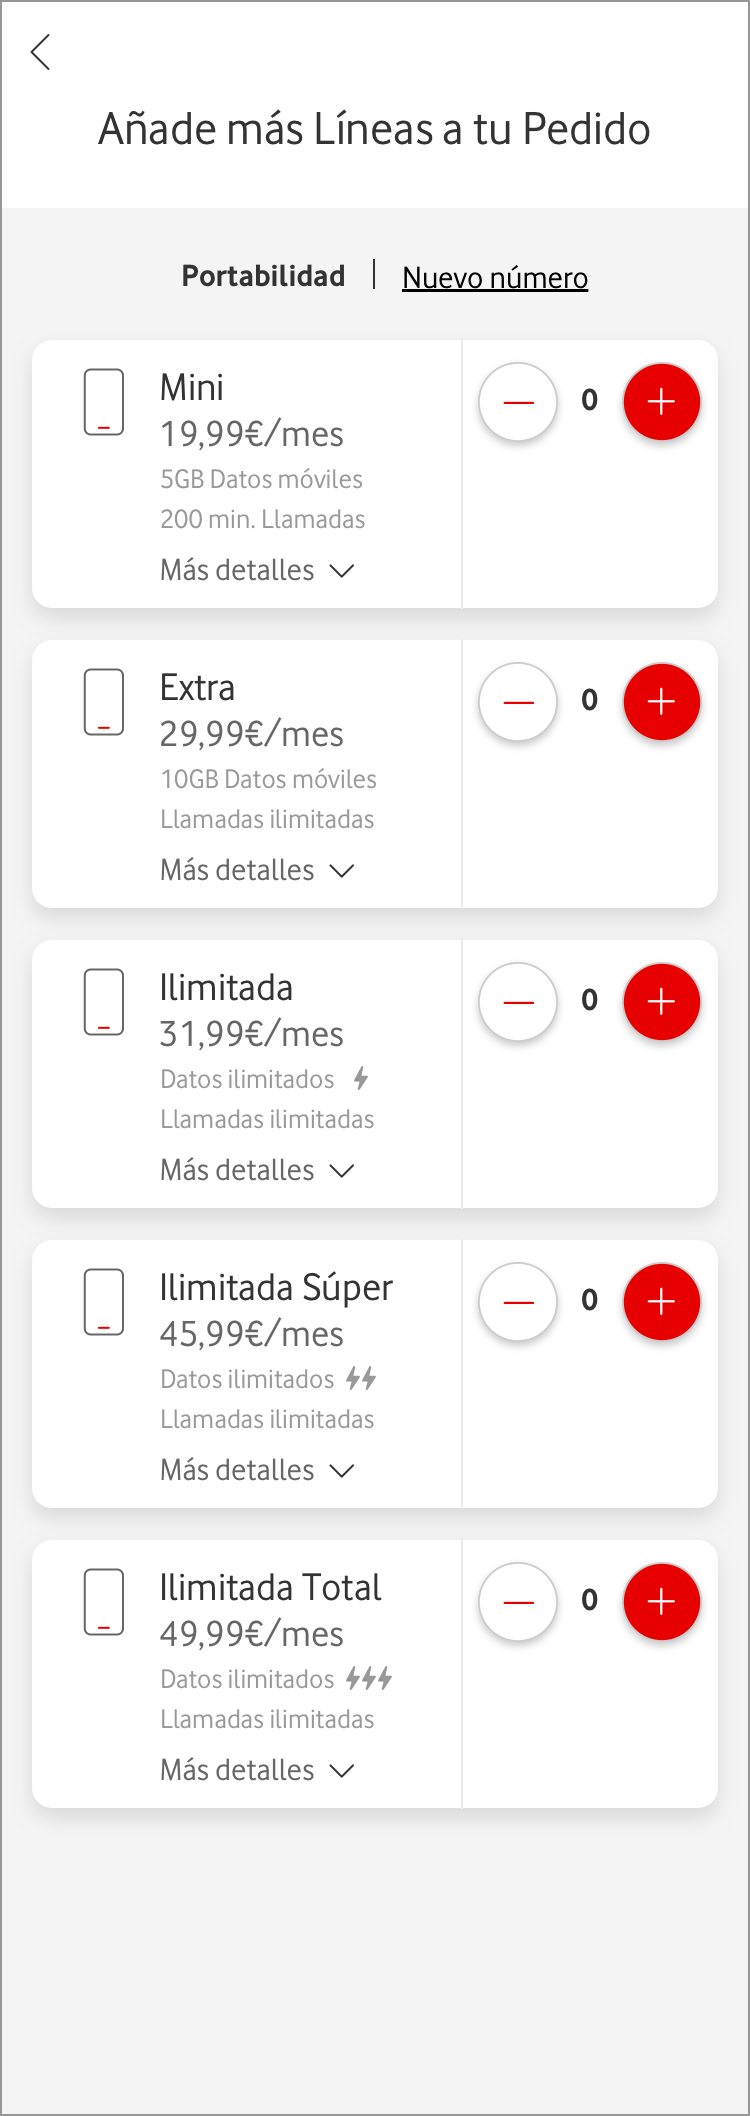 Añade más Líneas a tu Pedido
Portabilidad | Nuevo número
Mini
0
19,99€/mes
5GB Datos móviles
200 min. Llamadas
Más detalles
Extra
0
29,99€/mes
10GB Datos móviles
Llamadas ilimitadas
Más detalles
Ilimitada
0
31,99€/mes
Datos ilimitados
Llamadas ilimitadas
Más detalles
Ilimitada Súper
0
45,99€/mes
Datos ilimitados
Llamadas ilimitadas
Más detalles
Ilimitada Total
0
49,99€/mes
Datos ilimitados
Llamadas ilimitadas
Más detalles